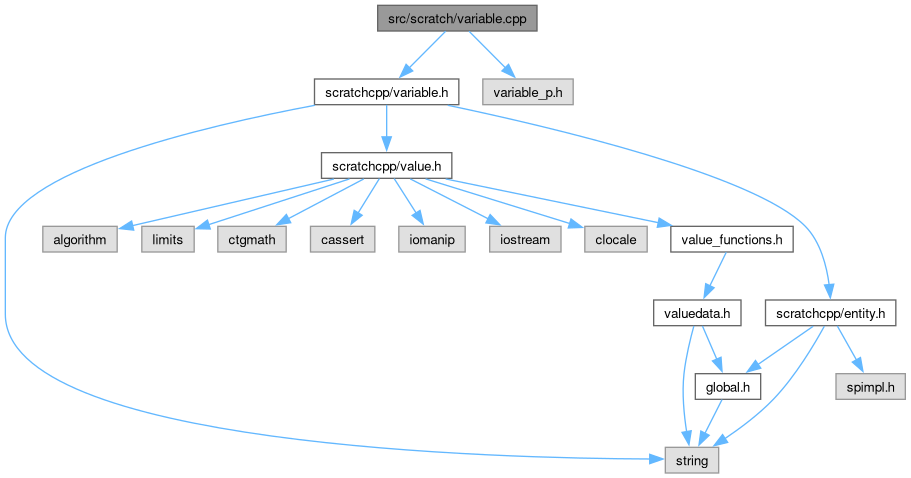 src/scratch/variable.cpp
scratchcpp/variable.h
variable_p.h
scratchcpp/value.h
algorithm
limits
ctgmath
cassert
iomanip
iostream
clocale
value_functions.h
valuedata.h
scratchcpp/entity.h
global.h
spimpl.h
string